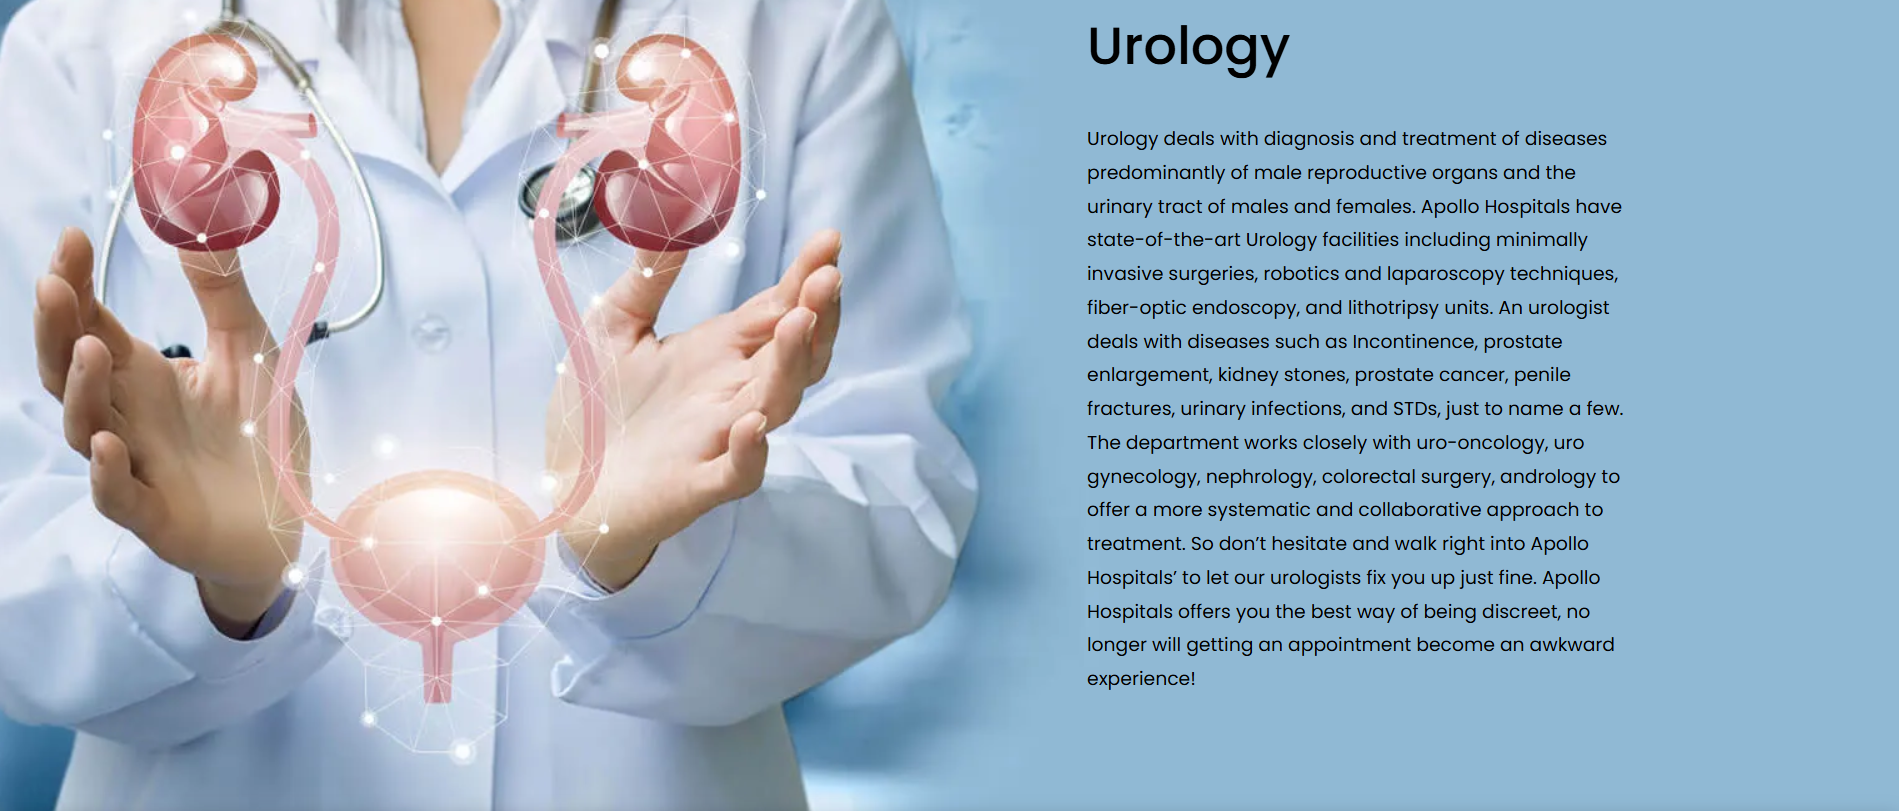 Urology
Urology deals with diagnosis and treatment of diseases
predominantly of male reproductive organs and the
urinary tract of males and females. Apollo Hospitals have
state-of-the-art Urology facilities including minimally
invasive surgeries, robotics and laparoscopy techniques,
fiber-optic endoscopy, and lithotripsy units. An urologist
deals with diseases such as Incontinence, prostate
enlargement, kidney stones, prostate cancer, penile
fractures, urinary infections, and STDs, just to name a few.
The department works closely with uro-oncology, uro
gynecology, nephrology, colorectal surgery, andrology to
offer a more systematic and collaborative approach to
treatment. So don’t hesitate and walk right into Apollo
Hospitals’ to let our urologists fix you up just fine. Apollo
Hospitals offers you the best way of being discreet, no
longer will getting an appointment become an awkward
experience!